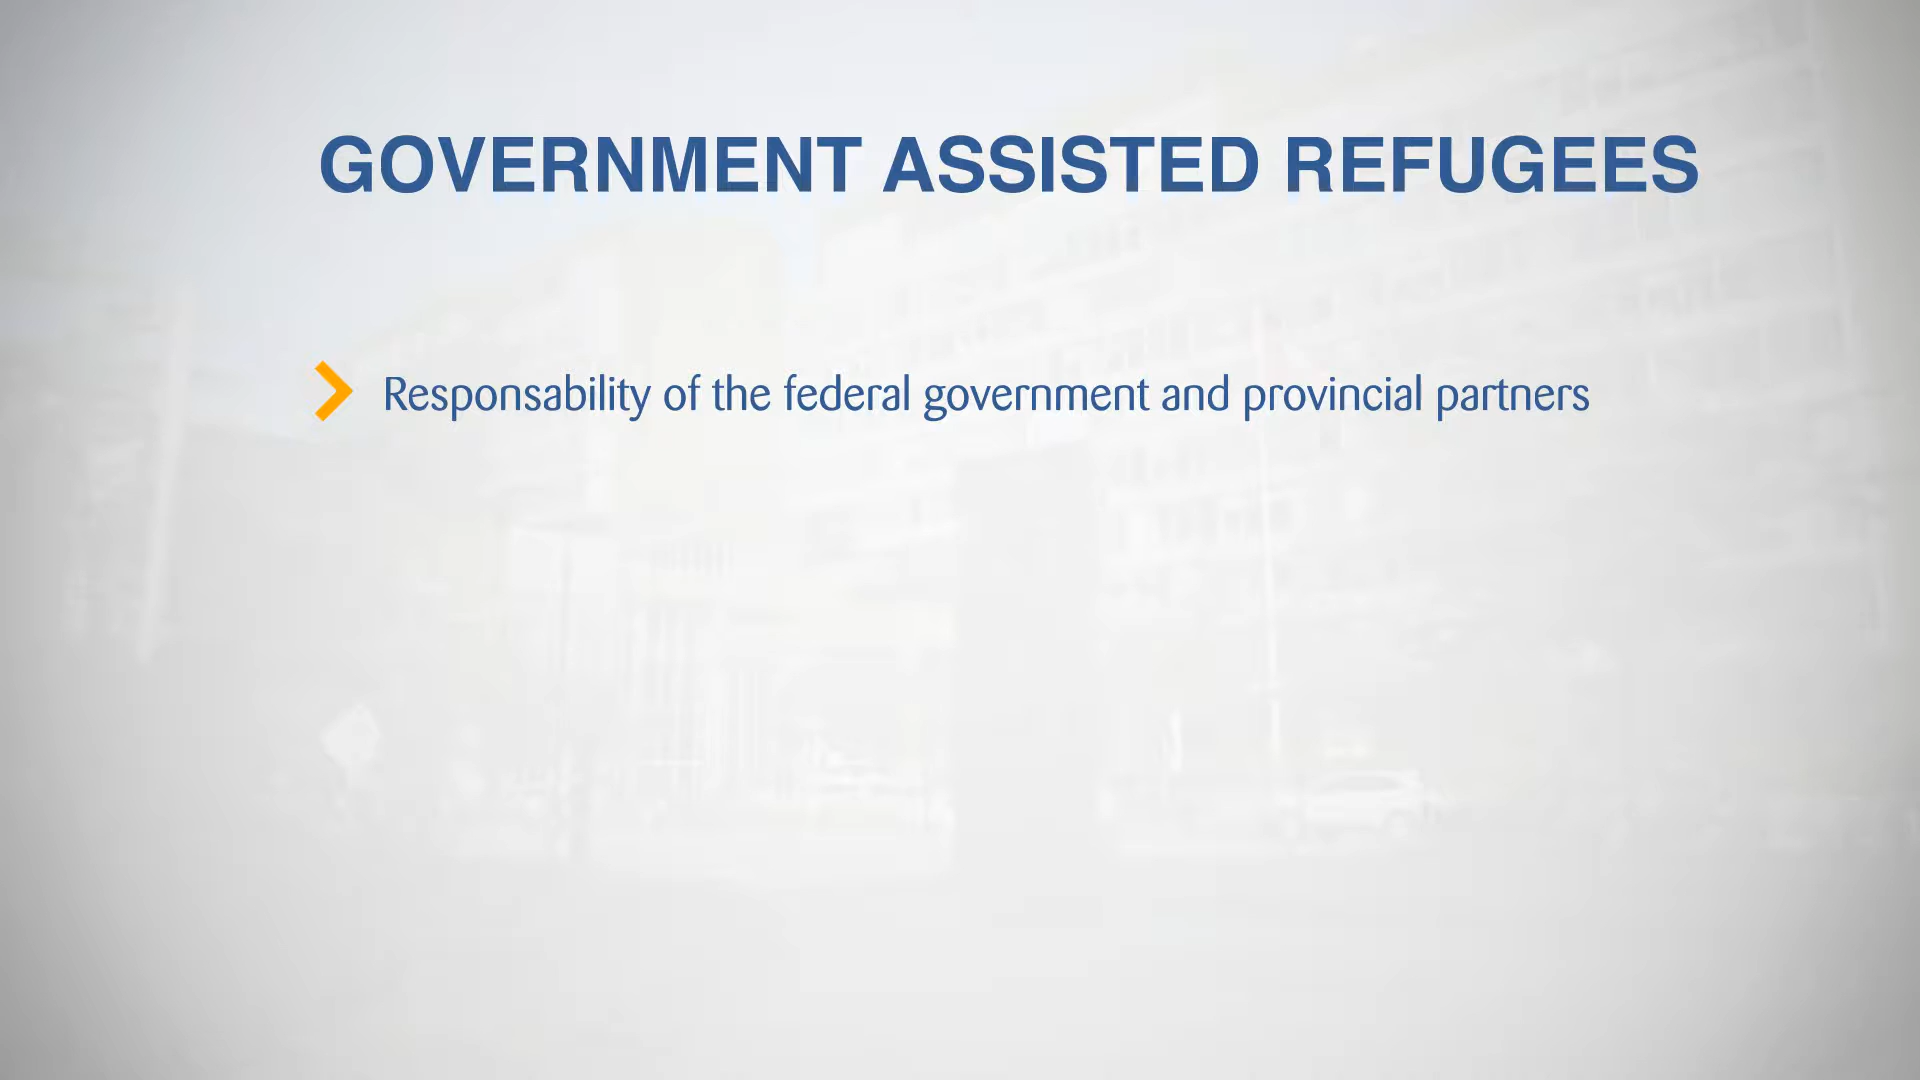 GOVERNMENT ASSISTED REFUGEES
Responsability of the federal government and provincial partners